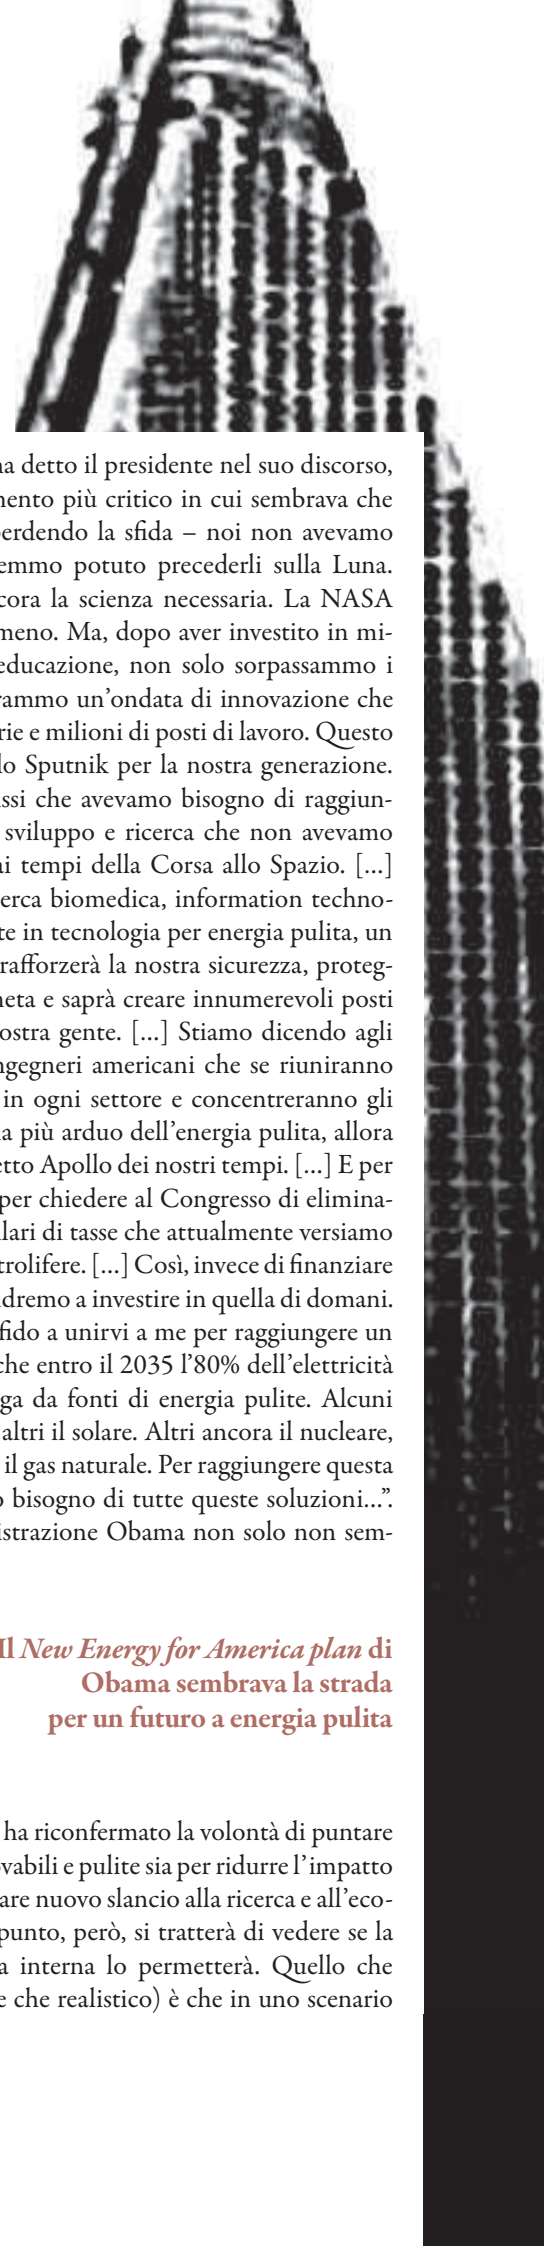 ha detto il presidente nel suo discorso,
mento più critico in cui sembrava che
perdendo la sfida – noi non avevamo
emmo potuto precederli sulla Luna.
cora la scienza necessaria. La NASA
meno. Ma, dopo aver investito in mi-
educazione, non solo sorpassammo i
rammo un'ondata di innovazione che
rie e milioni di posti di lavoro. Questo
lo Sputnik per la nostra generazione.
issi che avevamo bisogno di raggiun-
sviluppo e ricerca che non avevamo
ai tempi della Corsa allo Spazio. [...]
erca biomedica, information techno-
te in tecnologia per energia pulita, un
rafforzerà la nostra sicurezza, proteg-
neta e saprà creare innumerevoli posti
ostra gente. [...] Stiamo dicendo agli
ngegneri americani che se riuniranno
in ogni settore e concentreranno gli
a più arduo dell'energia pulita, allora
etto Apollo dei nostri tempi. [...] E per
per chiedere al Congresso di elimina-
llari di tasse che attualmente versiamo
trolifere. [...] Così, invece di finanziare
ndremo a investire in quella di domani.
fido a unirvi a me per raggiungere un
che entro il 2035 l'80% dell'elettricità
ga da fonti di energia pulite. Alcuni
altri il solare. Altri ancora il nucleare,
il gas naturale. Per raggiungere questa
o bisogno di tutte queste soluzioni...”.
istrazione Obama non solo non sem-
Il New Energy for America plan di
Obama sembrava la strada
per un futuro a energia pulita
ha riconfermato la volontà di puntare
vabili e pulite sia per ridurre l'impatto
are nuovo slancio alla ricerca e all'eco-
punto, però, si tratterà di vedere se la
a interna lo permetterà. Quello che
e che realistico) è che in uno scenario